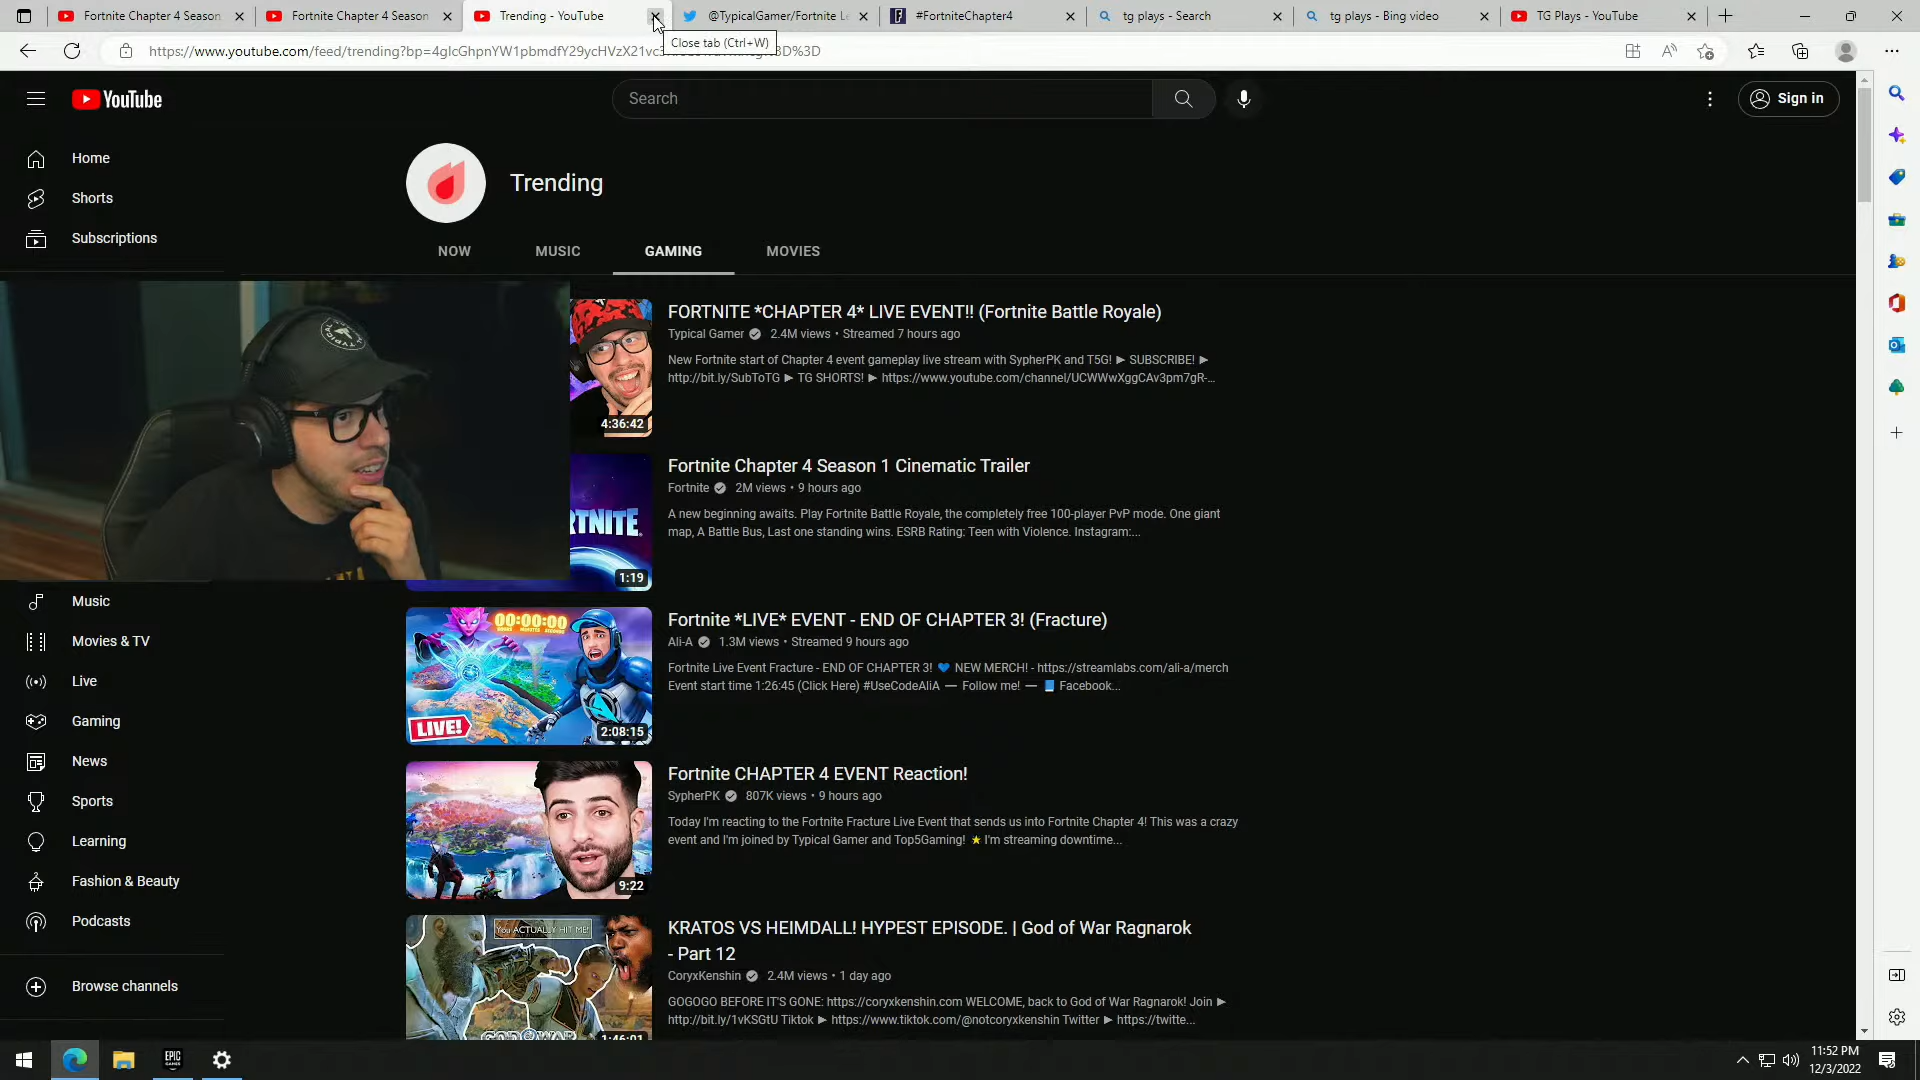 Fortnite Chapter 4 Season
Fortnite Chapter 4 Season
Trending - YouTube
@TypicalGamer/Fortnite L
#FortniteChapter4
tg plays - Search
tg plays - Bing video
TG Plays - YouTube
Close tab (Ctrl+W)
YouTube
Search
Sign in
Home
Shorts
Subscriptions
Trending
NOW
MUSIC
GAMING
MOVIES
FORTNITE *CHAPTER 4* LIVE EVENT!! (Fortnite Battle Royale)
Typical Gamer 2.4M views • Streamed 7 hours ago
New Fortnite start of Chapter 4 event gameplay live stream with SypherPK and T5G! ► SUBSCRIBE! ►
http://bit.ly/SubToTG ► TG SHORTS! ► https://www.youtube.com/channel/UCWWwXggCAv3pm7gR-...
4:36:42
Fortnite Chapter 4 Season 1 Cinematic Trailer
Fortnite 2M views • 9 hours ago
A new beginning awaits. Play Fortnite Battle Royale, the completely free 100-player PvP mode. One giant
map, A Battle Bus, Last one standing wins. ESRB Rating: Teen with Violence. Instagram:...
RTNITE
1:19
Fortnite *LIVE* EVENT - END OF CHAPTER 3! (Fracture)
Ali-A 1.3M views • Streamed 9 hours ago
Fortnite Live Event Fracture - END OF CHAPTER 3! 💙 NEW MERCH! - https://streamlabs.com/ali-a/merch
Event start time 1:26:45 (Click Here) #UseCodeAliA — Follow me! — 📘 Facebook...
00:00:00
LIVE!
2:08:15
Fortnite CHAPTER 4 EVENT Reaction!
SypherPK 807K views • 9 hours ago
Today I'm reacting to the Fortnite Fracture Live Event that sends us into Fortnite Chapter 4! This was a crazy
event and I'm joined by Typical Gamer and Top5Gaming! ★ I'm streaming downtime...
9:22
KRATOS VS HEIMDALL! HYPEST EPISODE. | God of War Ragnarok
- Part 12
CoryxKenshin 2.4M views • 1 day ago
GOGOGO BEFORE IT'S GONE: https://coryxkenshin.com WELCOME, back to God of War Ragnarok! Join ►
http://bit.ly/1vKSGtU Tiktok ► https://www.tiktok.com/@notcoryxkenshin Twitter ► https://twitte...
You ACTUALLY HIT ME!
GOD OF WAR
1:46:01
Music
Movies & TV
Live
Gaming
News
Sports
Learning
Fashion & Beauty
Podcasts
Browse channels
EPIC
GAMES
11:52 PM
12/3/2022